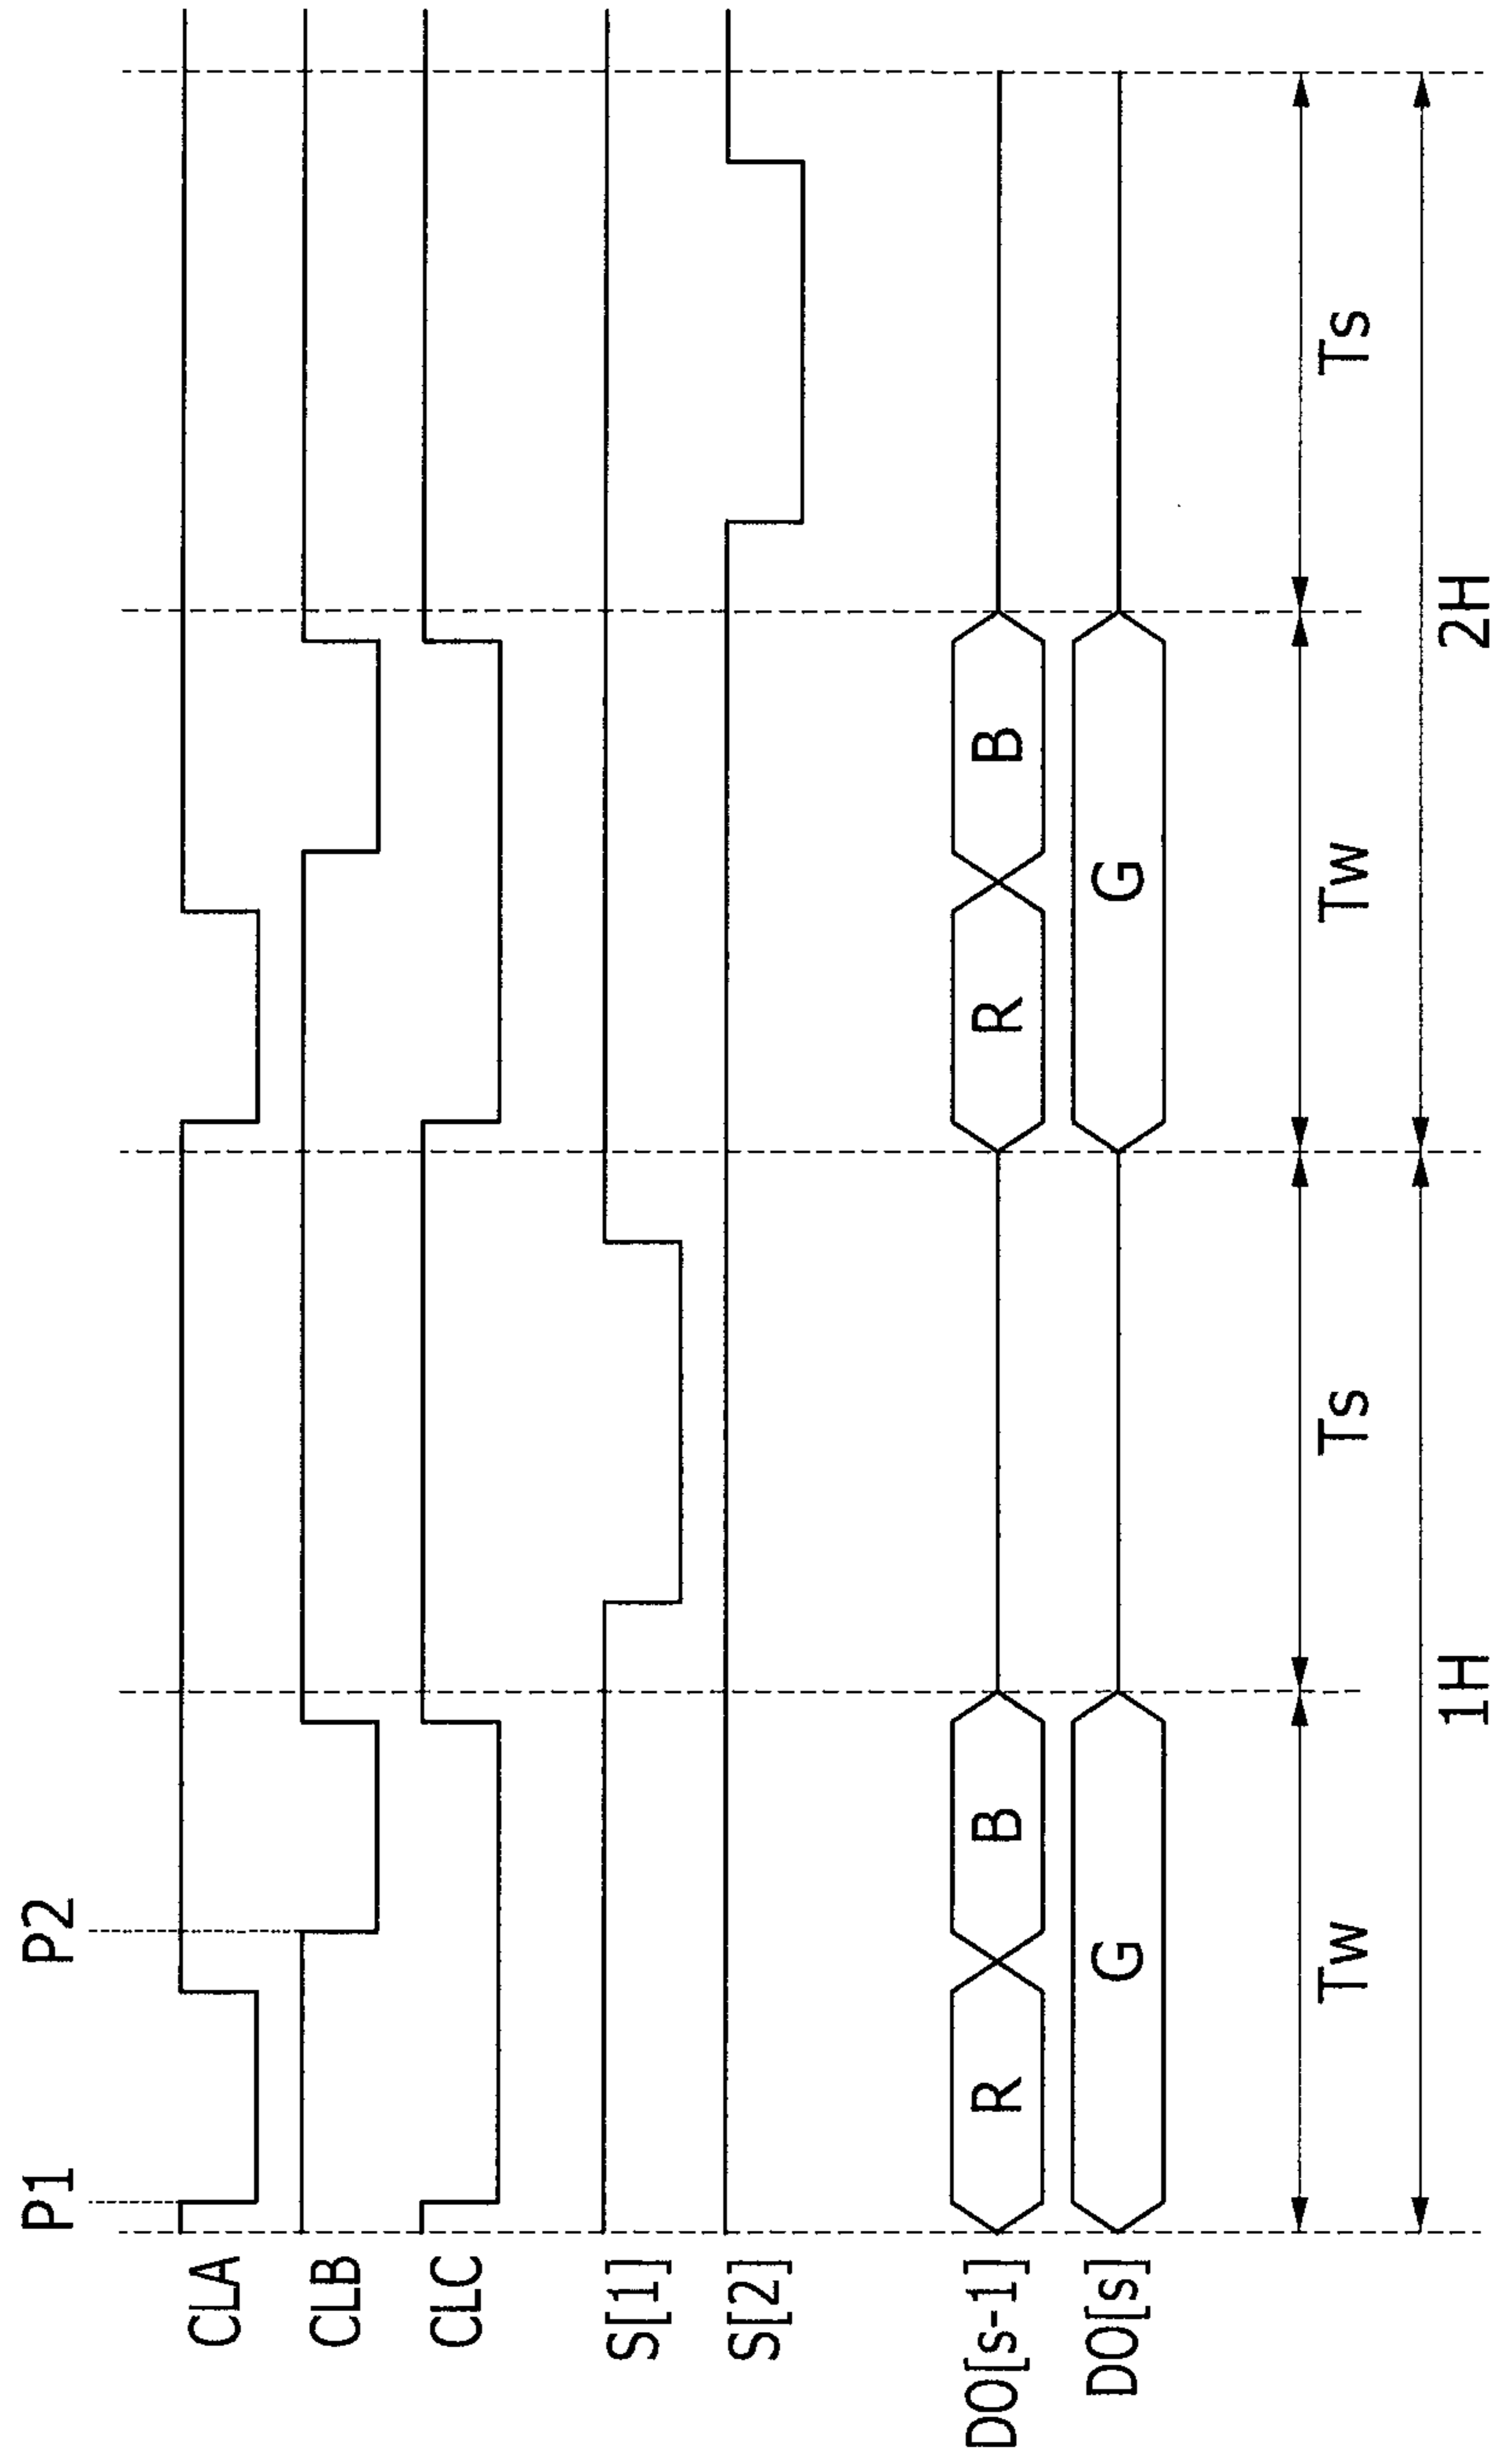 P1
P2
CLA
CLB
CLC
S[1]
S[2]
DO[s-1]
R
B
R
B
DO[s]
G
G
Tw
Ts
Tw
Ts
1H
2H